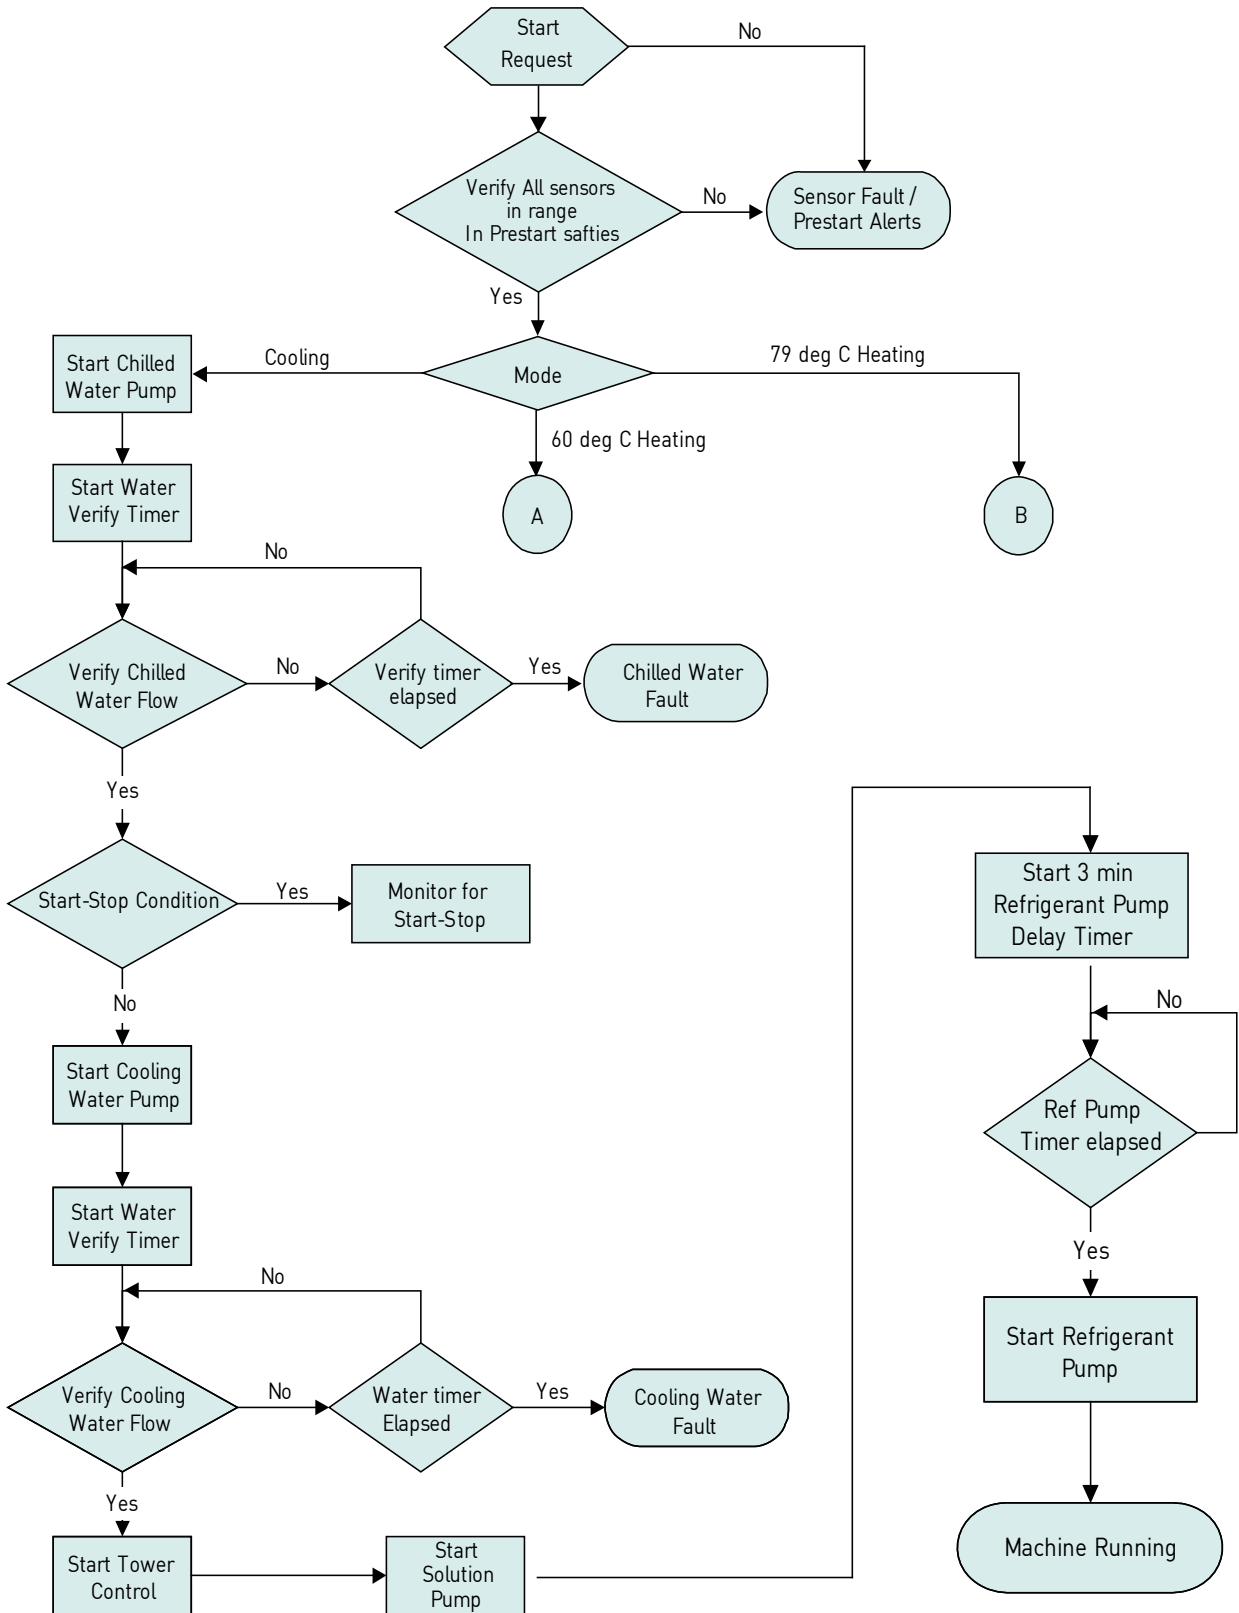 Start
Request
No
Verify All sensors
in range
In Prestart safties
No
Sensor Fault /
Prestart Alerts
Yes
Start Chilled
Water Pump
Cooling
Mode
79 deg C Heating
60 deg C Heating
Start Water
Verify Timer
A
B
No
Verify Chilled
Water Flow
No
Verify timer
elapsed
Yes
Chilled Water
Fault
Yes
Start-Stop Condition
Yes
Monitor for
Start-Stop
No
Start Cooling
Water Pump
Start Water
Verify Timer
No
Verify Cooling
Water Flow
No
Water timer
Elapsed
Yes
Cooling Water
Fault
Yes
Start Tower
Control
Start
Solution
Pump
Start 3 min
Refrigerant Pump
Delay Timer
No
Ref Pump
Timer elapsed
Yes
Start Refrigerant
Pump
Machine Running